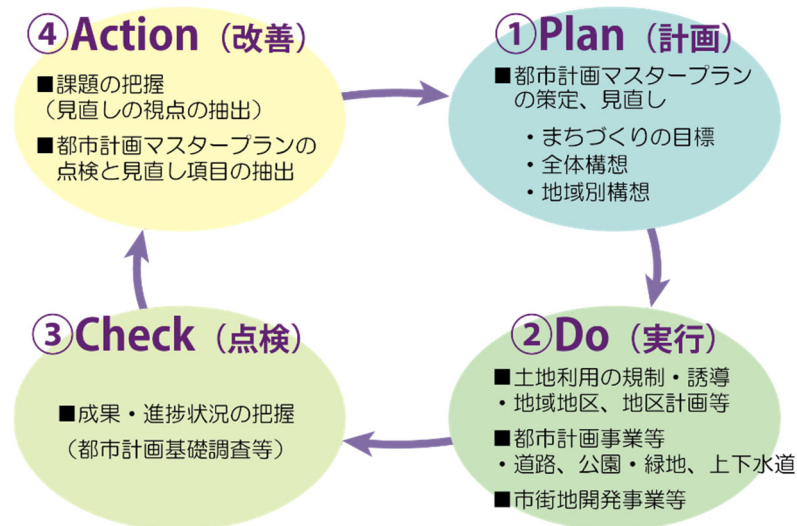 ④Action（改善）
■課題の把握
（見直しの視点の抽出）
■都市計画マスタープランの
点検と見直し項目の抽出
①Plan（計画）
■都市計画マスタープラン
の策定、見直し
・まちづくりの目標
・全体構想
・地域別構想
③Check（点検）
■成果・進捗状況の把握
（都市計画基礎調査等）
②Do（実行）
■土地利用の規制・誘導
・地域地区、地区計画等
■都市計画事業等
・道路、公園・緑地、上下水道
■市街地開発事業等